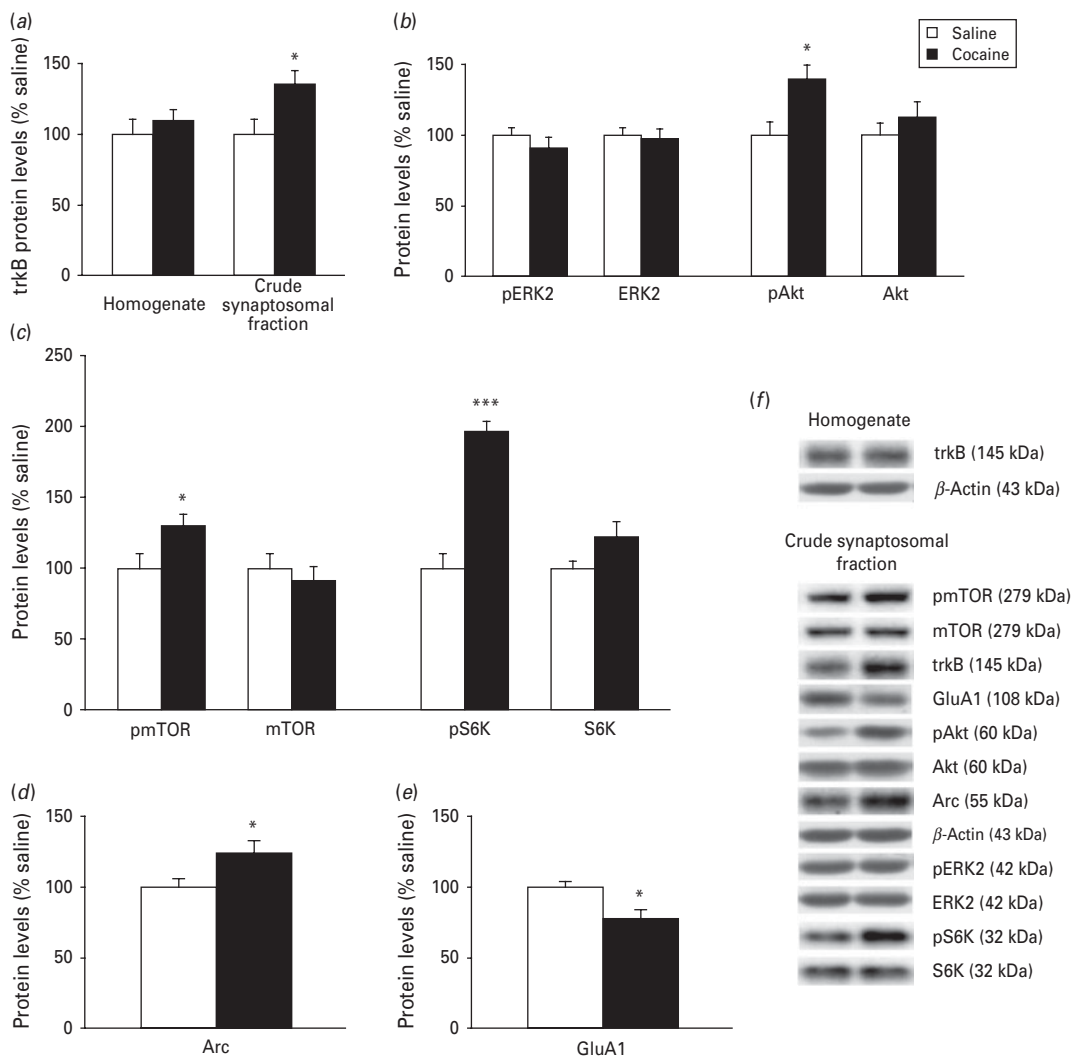 (a)
*
150
100
50
0
trkB protein levels (% saline)
Homogenate
Crude
synaptosomal
fraction
(b)
Saline
Cocaine
*
150
100
50
0
Protein levels (% saline)
pERK2 ERK2 pAkt Akt
(c)
250
200
150
100
50
0
Protein levels (% saline)
*
***
pmTOR mTOR pS6K S6K
(d)
150
100
50
0
Protein levels (% saline)
*
Arc
(e)
150
100
50
0
Protein levels (% saline)
*
GluA1
(f)
Homogenate
trkB (145 kDa)
β-Actin (43 kDa)
Crude synaptosomal
fraction
pmTOR (279 kDa)
mTOR (279 kDa)
trkB (145 kDa)
GluA1 (108 kDa)
pAkt (60 kDa)
Akt (60 kDa)
Arc (55 kDa)
β-Actin (43 kDa)
pERK2 (42 kDa)
ERK2 (42 kDa)
pS6K (32 kDa)
S6K (32 kDa)